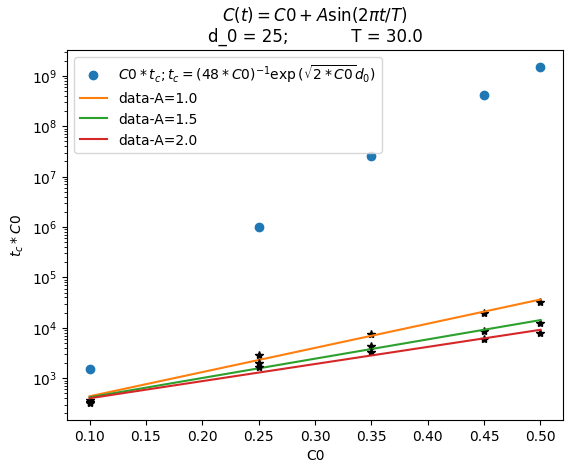 C(t) = C0 + A sin(2πt/T)
d_0 = 25; T = 30.0
C0 * t_c; t_c = (48 * C0)^{-1} exp(√(2 * C0) d_0)
data-A=1.0
data-A=1.5
data-A=2.0
t_c * C0
10^9
10^8
10^7
10^6
10^5
10^4
10^3
0.10 0.15 0.20 0.25 0.30 0.35 0.40 0.45 0.50
C0